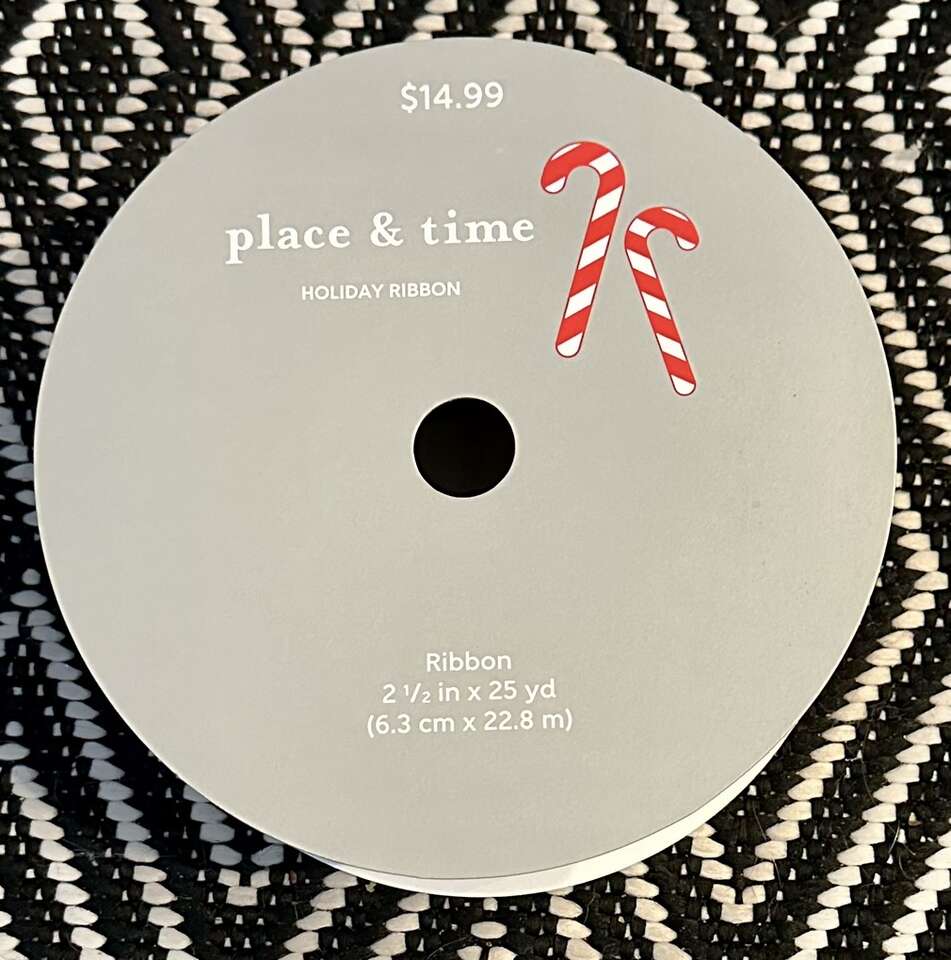 $14.99
place & time
HOLIDAY RIBBON
Ribbon
2 1/2 in x 25 yd
(6.3 cm x 22.8 m)